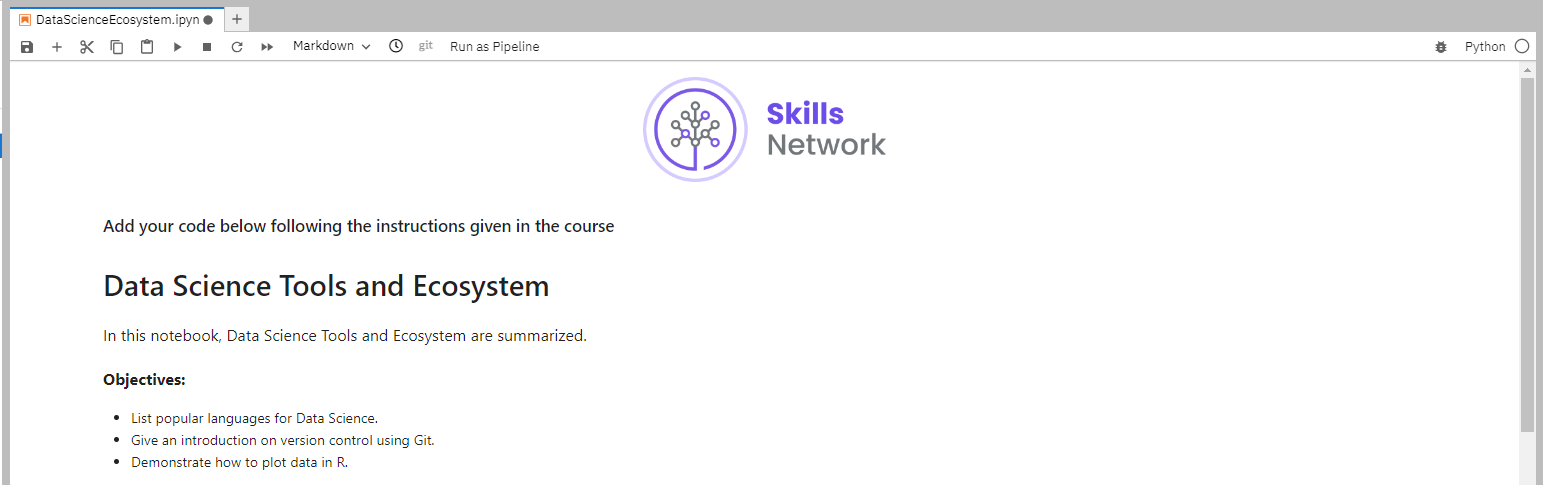 DataScienceEcosystem.ipyn
Markdown git Run as Pipeline Python
Skills
Network
Add your code below following the instructions given in the course
Data Science Tools and Ecosystem
In this notebook, Data Science Tools and Ecosystem are summarized.
Objectives:
List popular languages for Data Science.
Give an introduction on version control using Git.
Demonstrate how to plot data in R.